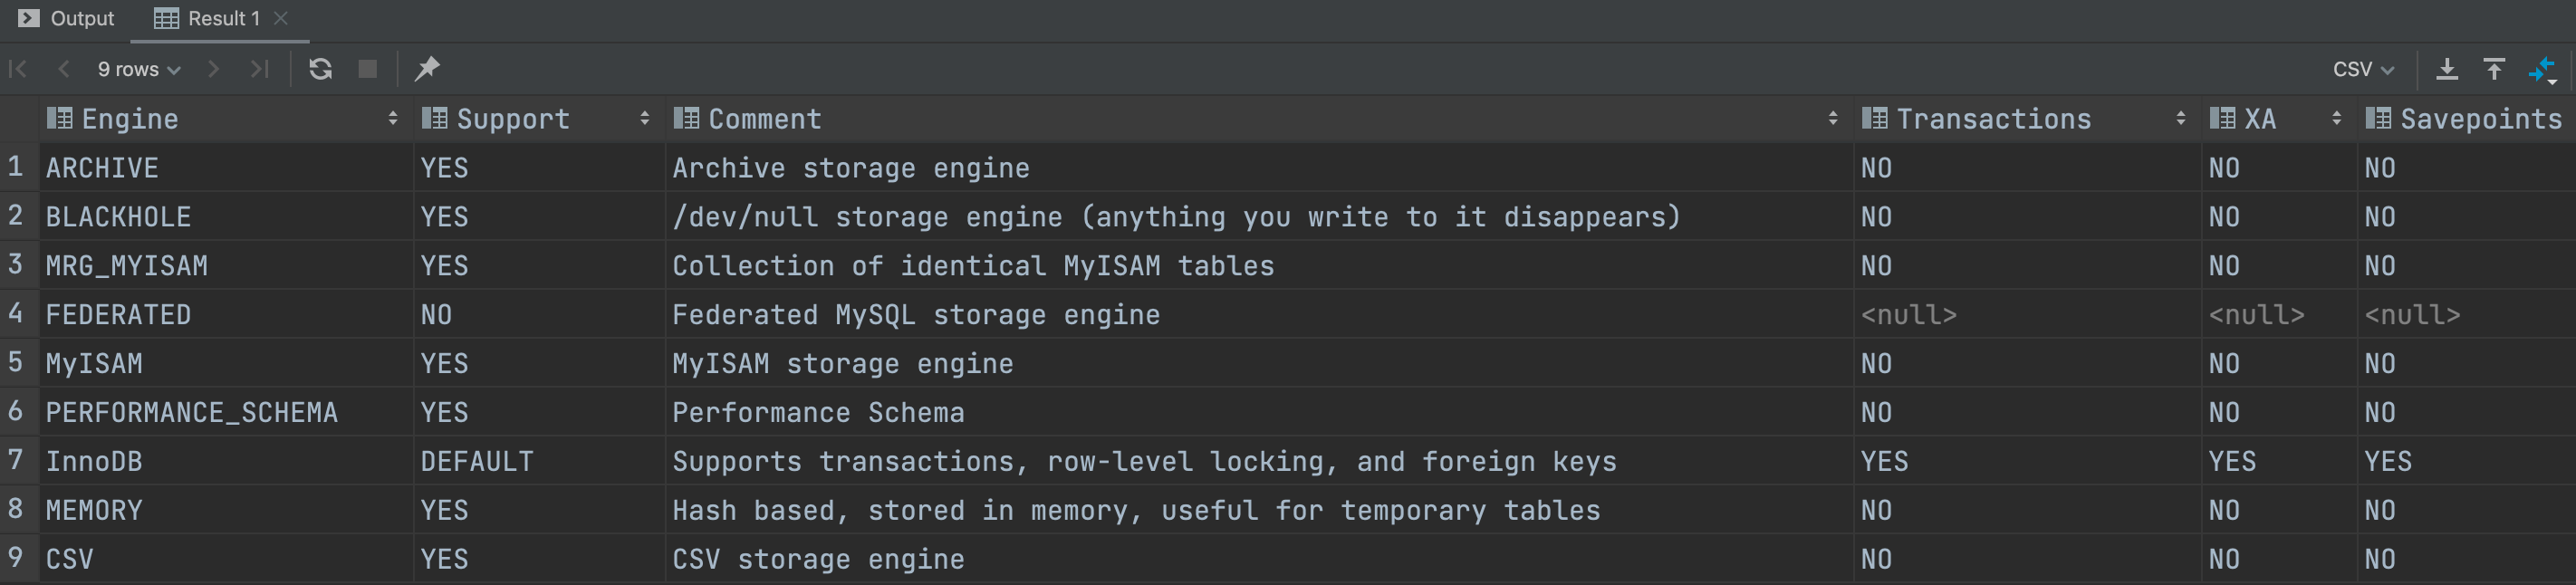 Output Result 1
9 rows CSV
Engine Support Comment Transactions XA Savepoints
1 ARCHIVE YES Archive storage engine NO NO NO
2 BLACKHOLE YES /dev/null storage engine (anything you write to it disappears) NO NO NO
3 MRG_MYISAM YES Collection of identical MyISAM tables NO NO NO
4 FEDERATED NO Federated MySQL storage engine <null> <null> <null>
5 MyISAM YES MyISAM storage engine NO NO NO
6 PERFORMANCE_SCHEMA YES Performance Schema NO NO NO
7 InnoDB DEFAULT Supports transactions, row-level locking, and foreign keys YES YES YES
8 MEMORY YES Hash based, stored in memory, useful for temporary tables NO NO NO
9 CSV YES CSV storage engine NO NO NO